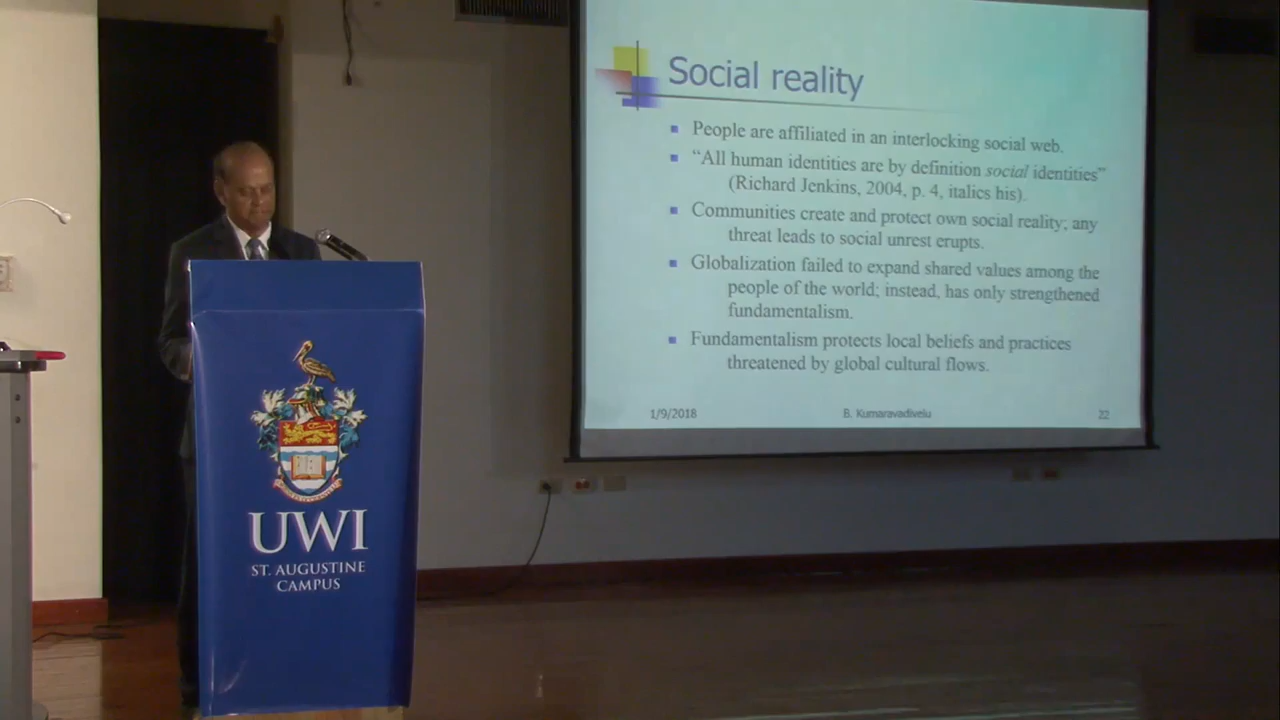 Social reality
People are affiliated in an interlocking social web.
“All human identities are by definition social identities”
(Richard Jenkins, 2004, p. 4, italics his).
Communities create and protect own social reality; any
threat leads to social unrest erupts.
Globalization failed to expand shared values among the
people of the world; instead, has only strengthened
fundamentalism.
Fundamentalism protects local beliefs and practices
threatened by global cultural flows.
1/9/2018 B. Kumaravadivelu 22
UWI
ST. AUGUSTINE
CAMPUS